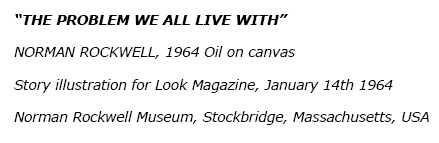 “THE PROBLEM WE ALL LIVE WITH”
NORMAN ROCKWELL, 1964 Oil on canvas
Story illustration for Look Magazine, January 14th 1964
Norman Rockwell Museum, Stockbridge, Massachusetts, USA